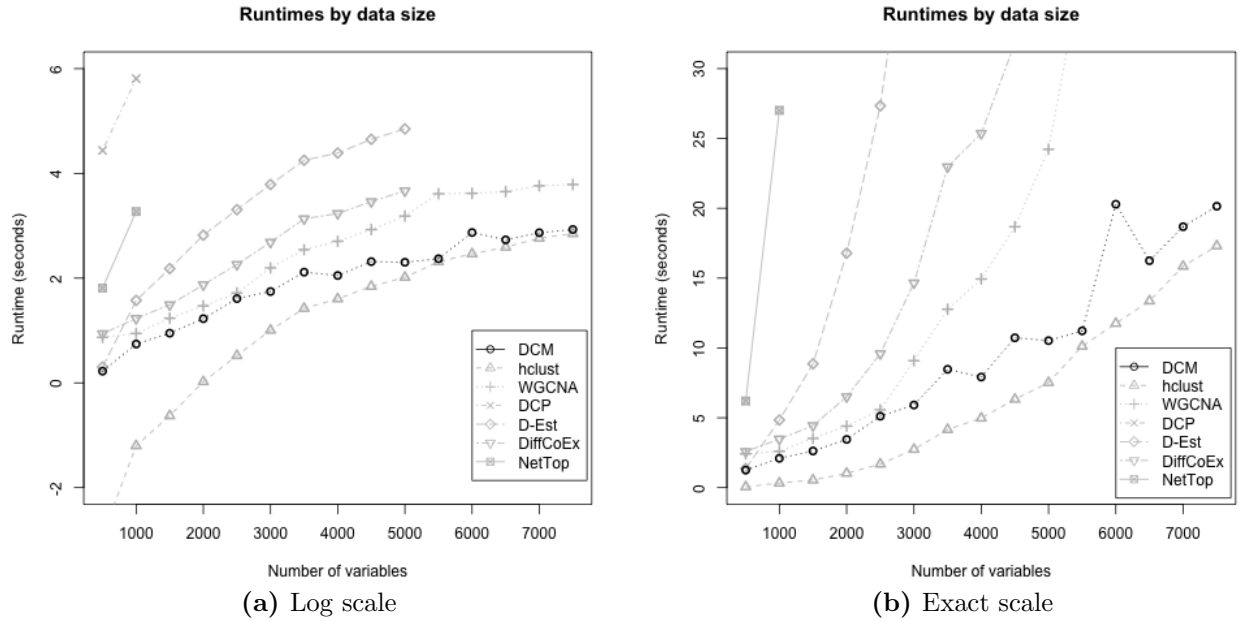 Runtimes by data size
Runtime (seconds)
6
4
2
0
-2
1000 2000 3000 4000 5000 6000 7000
Number of variables
DCM
hclust
WGCNA
DCP
D-Est
DiffCoEx
NetTop
(a) Log scale
Runtimes by data size
Runtime (seconds)
30
25
20
15
10
5
0
1000 2000 3000 4000 5000 6000 7000
Number of variables
DCM
hclust
WGCNA
DCP
D-Est
DiffCoEx
NetTop
(b) Exact scale